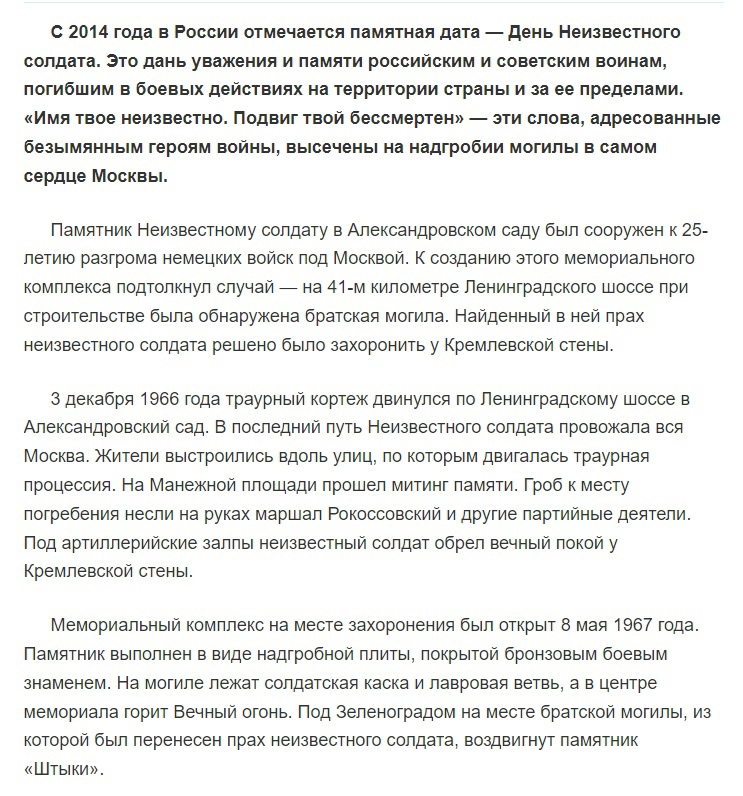 С 2014 года в России отмечается памятная дата — День Неизвестного
солдата. Это дань уважения и памяти российским и советским воинам,
погибшим в боевых действиях на территории страны и за ее пределами.
«Имя твое неизвестно. Подвиг твой бессмертен» — эти слова, адресованные
безымянным героям войны, высечены на надгробии могилы в самом
сердце Москвы.
Памятник Неизвестному солдату в Александровском саду был сооружен к 25-
летию разгрома немецких войск под Москвой. К созданию этого мемориального
комплекса подтолкнул случай — на 41-м километре Ленинградского шоссе при
строительстве была обнаружена братская могила. Найденный в ней прах
неизвестного солдата решено было захоронить у Кремлевской стены.
3 декабря 1966 года траурный кортеж двинулся по Ленинградскому шоссе в
Александровский сад. В последний путь Неизвестного солдата провожала вся
Москва. Жители выстроились вдоль улиц, по которым двигалась траурная
процессия. На Манежной площади прошел митинг памяти. Гроб к месту
погребения несли на руках маршал Рокоссовский и другие партийные деятели.
Под артиллерийские залпы неизвестный солдат обрел вечный покой у
Кремлевской стены.
Мемориальный комплекс на месте захоронения был открыт 8 мая 1967 года.
Памятник выполнен в виде надгробной плиты, покрытой бронзовым боевым
знаменем. На могиле лежат солдатская каска и лавровая ветвь, а в центре
мемориала горит Вечный огонь. Под Зеленоградом на месте братской могилы, из
которой был перенесен прах неизвестного солдата, воздвигнут памятник
«Штыки».